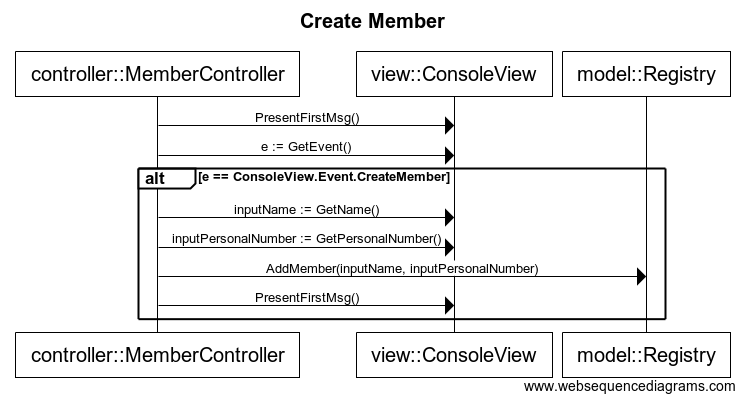 Create Member
controller::MemberController view::ConsoleView model::Registry
PresentFirstMsg()
e := GetEvent()
alt [e == ConsoleView.Event.CreateMember]
inputName := GetName()
inputPersonalNumber := GetPersonalNumber()
AddMember(inputName, inputPersonalNumber)
PresentFirstMsg()
controller::MemberController view::ConsoleView model::Registry
www.websequencediagrams.com